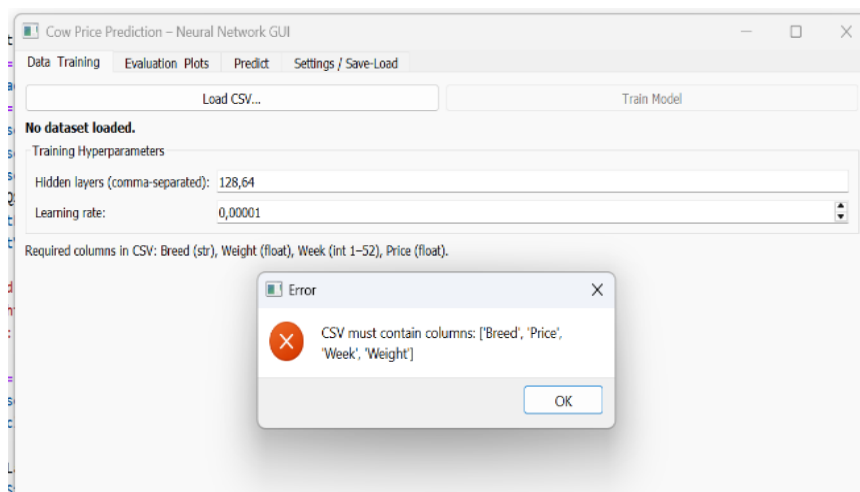 Cow Price Prediction – Neural Network GUI
Data Training Evaluation Plots Predict Settings / Save-Load
Load CSV... Train Model
No dataset loaded.
Training Hyperparameters
Hidden layers (comma-separated): 128,64
Learning rate: 0,00001
Required columns in CSV: Breed (str), Weight (float), Week (int 1–52), Price (float).
Error
CSV must contain columns: ['Breed', 'Price',
'Week', 'Weight']
OK